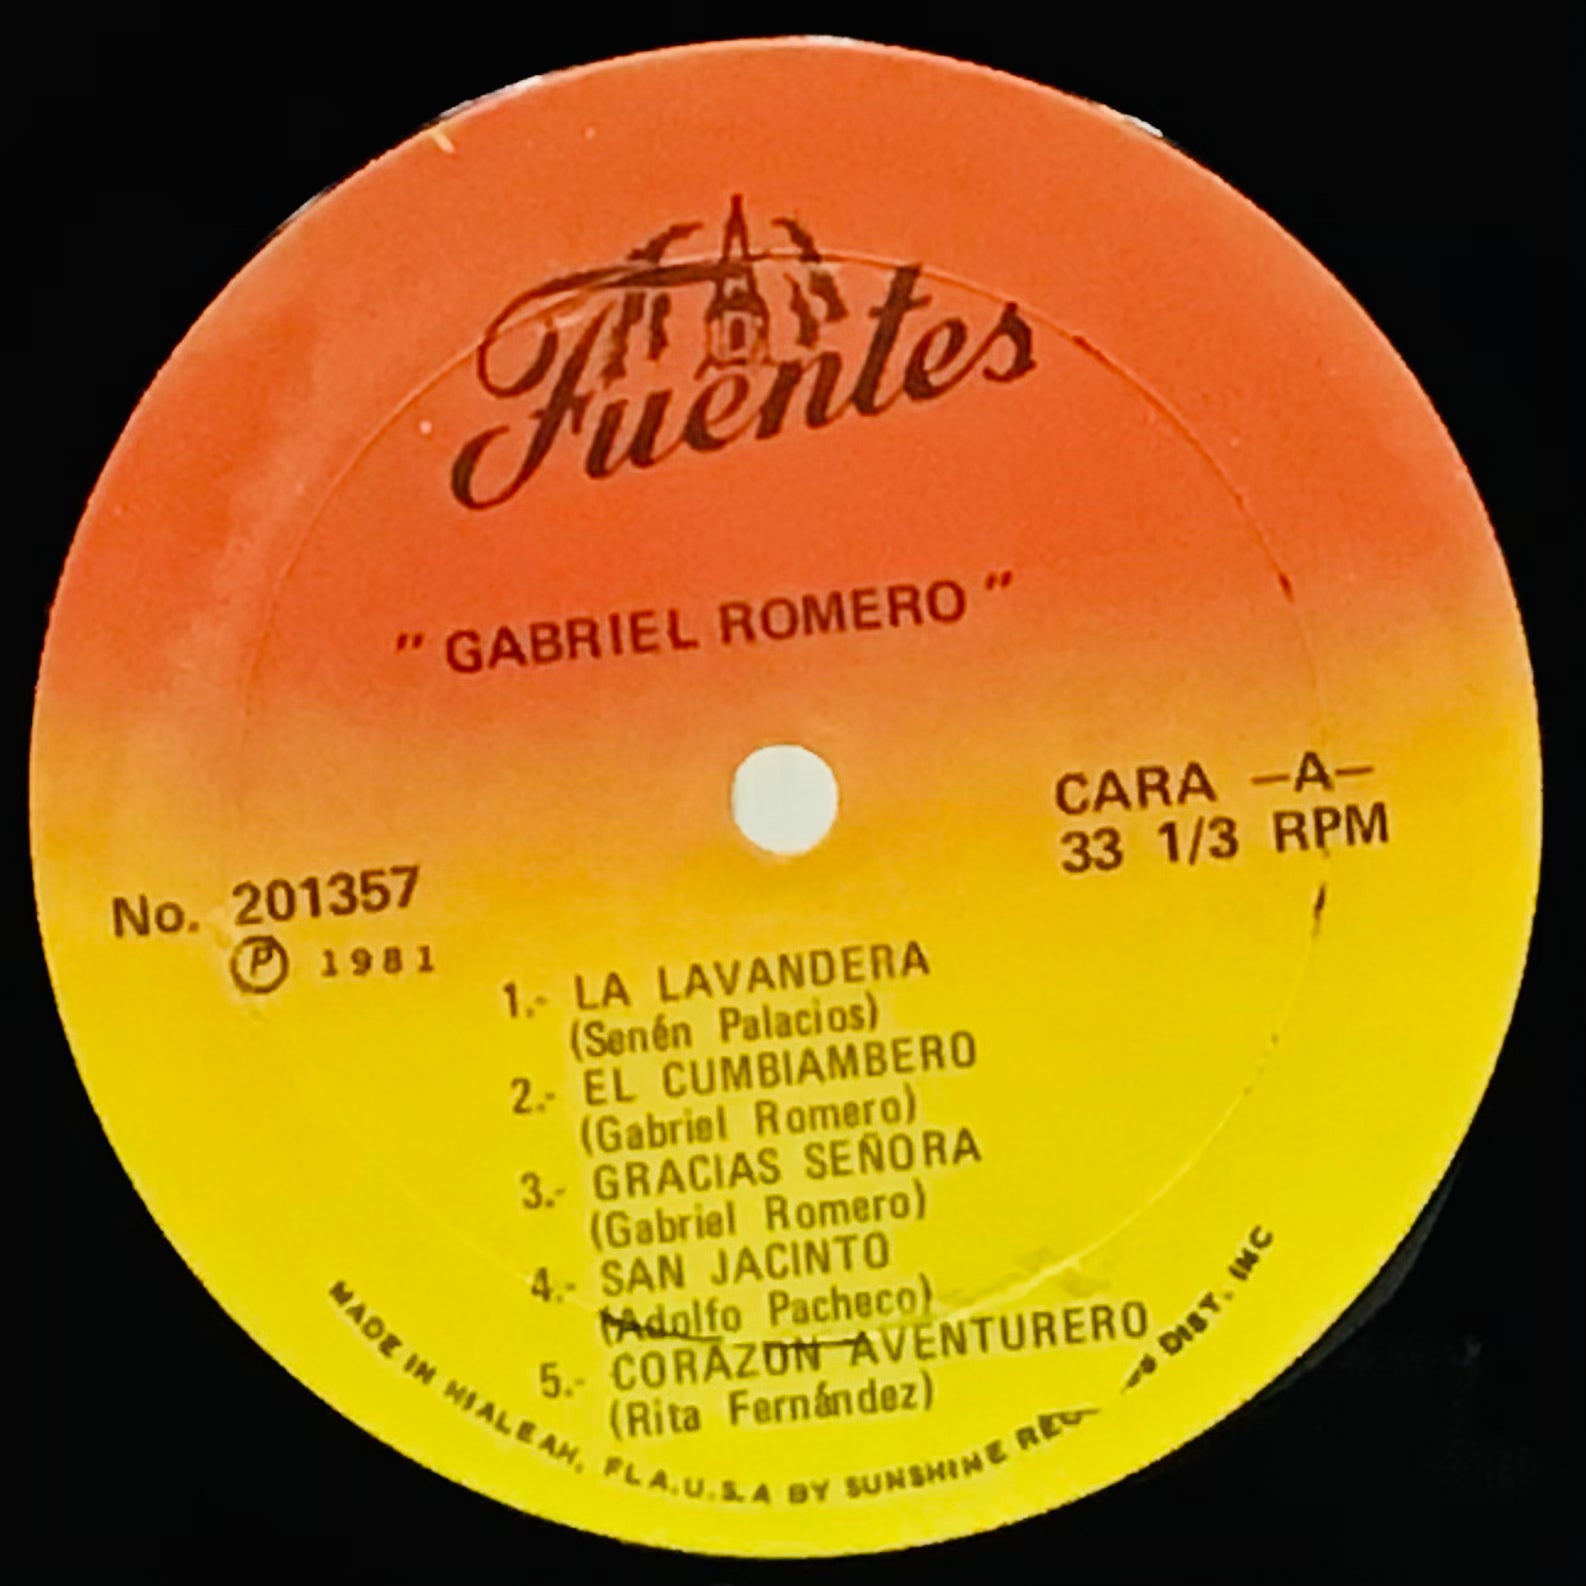 Fuentes
" GABRIEL ROMERO "
CARA —A—
33 1/3 RPM
No. 201357
Ⓟ 1981
1.- LA LAVANDERA
(Senén Palacios)
2.- EL CUMBIAMBERO
(Gabriel Romero)
3.- GRACIAS SEÑORA
(Gabriel Romero)
4.- SAN JACINTO
(Adolfo Pacheco)
5.- CORAZON AVENTURERO
(Rita Fernández)
MADE IN HIALEAH, FLA. U.S.A BY SUNSHINE DIST. INC